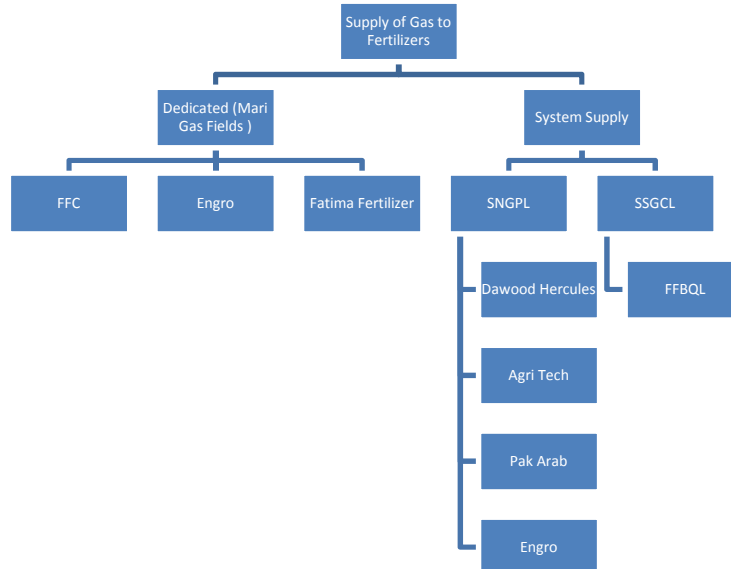 Supply of Gas to
Fertilizers
Dedicated (Mari
Gas Fields )
System Supply
FFC
Engro
Fatima Fertilizer
SNGPL
SSGCL
Dawood Hercules
FFBQL
Agri Tech
Pak Arab
Engro